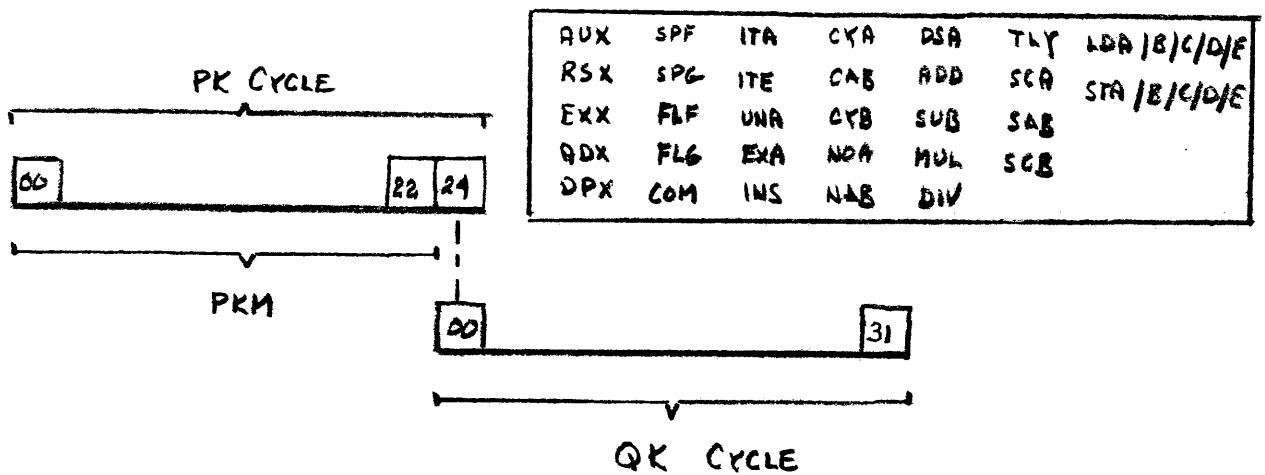 AUX SPF ITA CYA DSA TLY LDA/B/C/D/E
RSX SPG ITE CAB ADD SCA STA/B/C/D/E
EXX FLF UNA CYB SUB SAB
ADX FLG EXA NOA MUL SCB
DPX COM INS NAB DIV
PK CYCLE
00 22 24
PKM
00 31
QK CYCLE